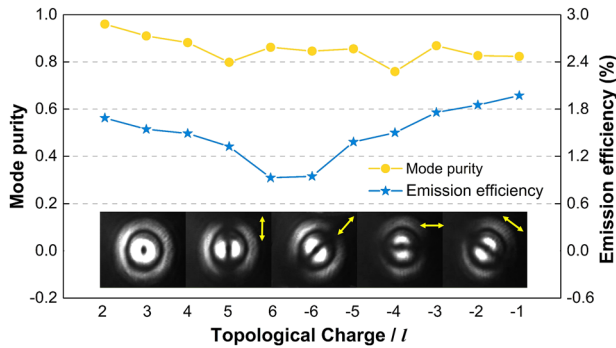 1.0
0.8
0.6
0.4
0.2
0.0
-0.2
Mode purity
3.0
2.4
1.8
1.2
0.6
0.0
-0.6
Emission efficiency (%)
Mode purity
Emission efficiency
2 3 4 5 6 -6 -5 -4 -3 -2 -1
Topological Charge / l